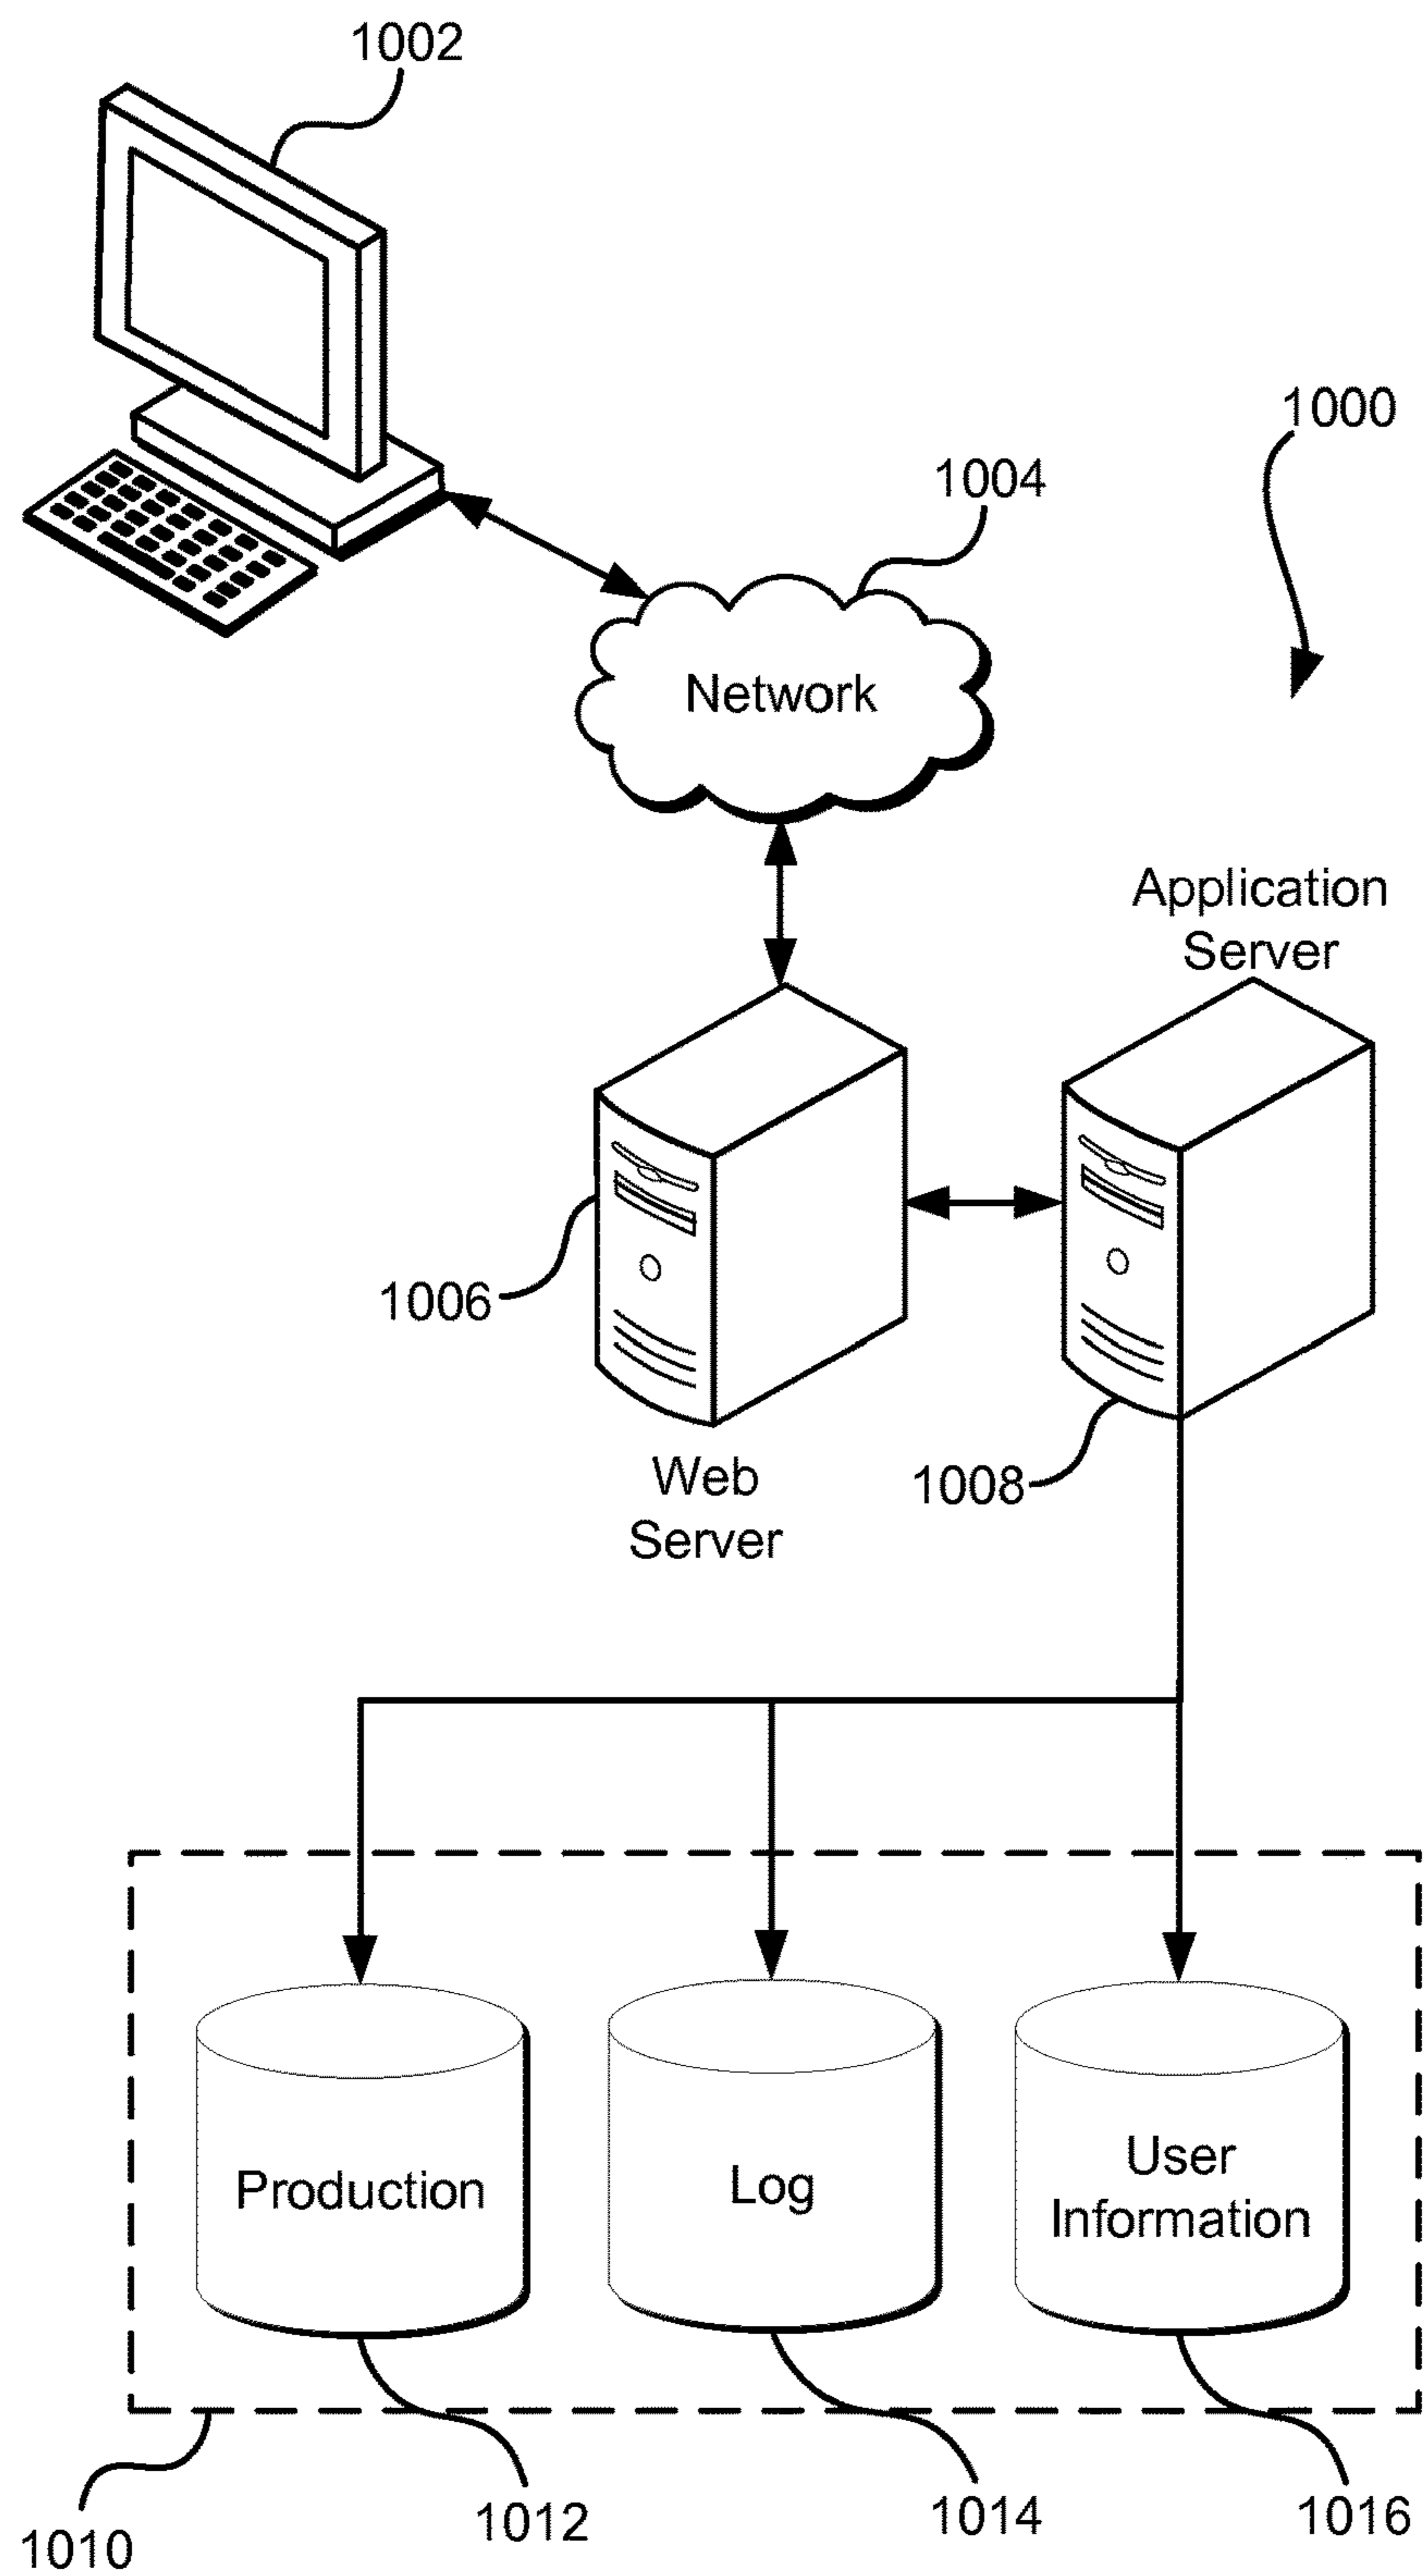 1002
1000
1004
Network
Application
Server
1006
Web
Server
1008
Production
Log
User
Information
1010
1012
1014
1016